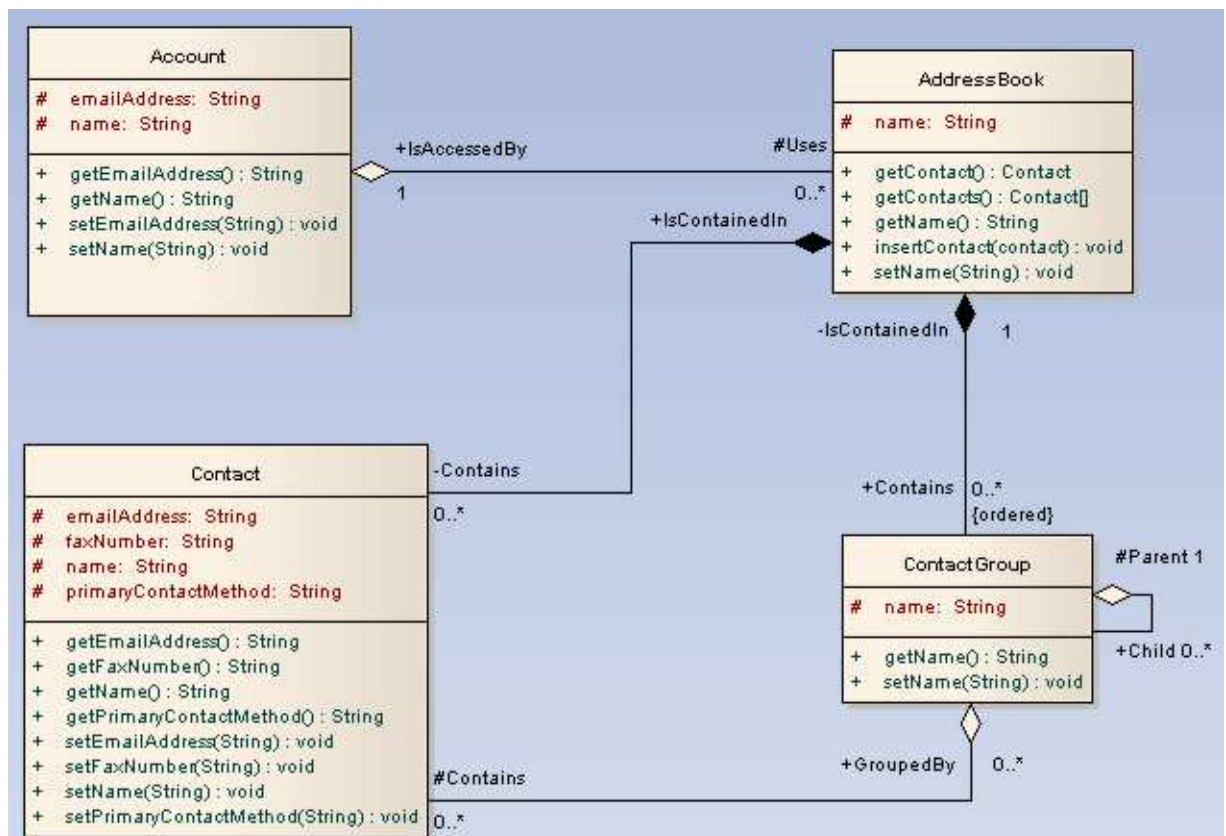 Account
# emailAddress: String
# name: String
+ getEmailAddress() : String
+ getName() : String
+ setEmailAddress(String) : void
+ setName(String) : void
+IsAccessedBy
1
#Uses
0..*
AddressBook
# name: String
+ getContact() : Contact
+ getContacts() : Contact[]
+ getName() : String
+ insertContact(contact) : void
+ setName(String) : void
+IsContainedIn
-IsContainedIn
1
-Contains
0..*
+Contains
0..*
{ordered}
Contact
# emailAddress: String
# faxNumber: String
# name: String
# primaryContactMethod: String
+ getEmailAddress() : String
+ getFaxNumber() : String
+ getName() : String
+ getPrimaryContactMethod() : String
+ setEmailAddress(String) : void
+ setFaxNumber(String) : void
+ setName(String) : void
+ setPrimaryContactMethod(String) : void
ContactGroup
# name: String
+ getName() : String
+ setName(String) : void
#Parent 1
+Child 0..*
+GroupedBy
0..*
#Contains
0..*